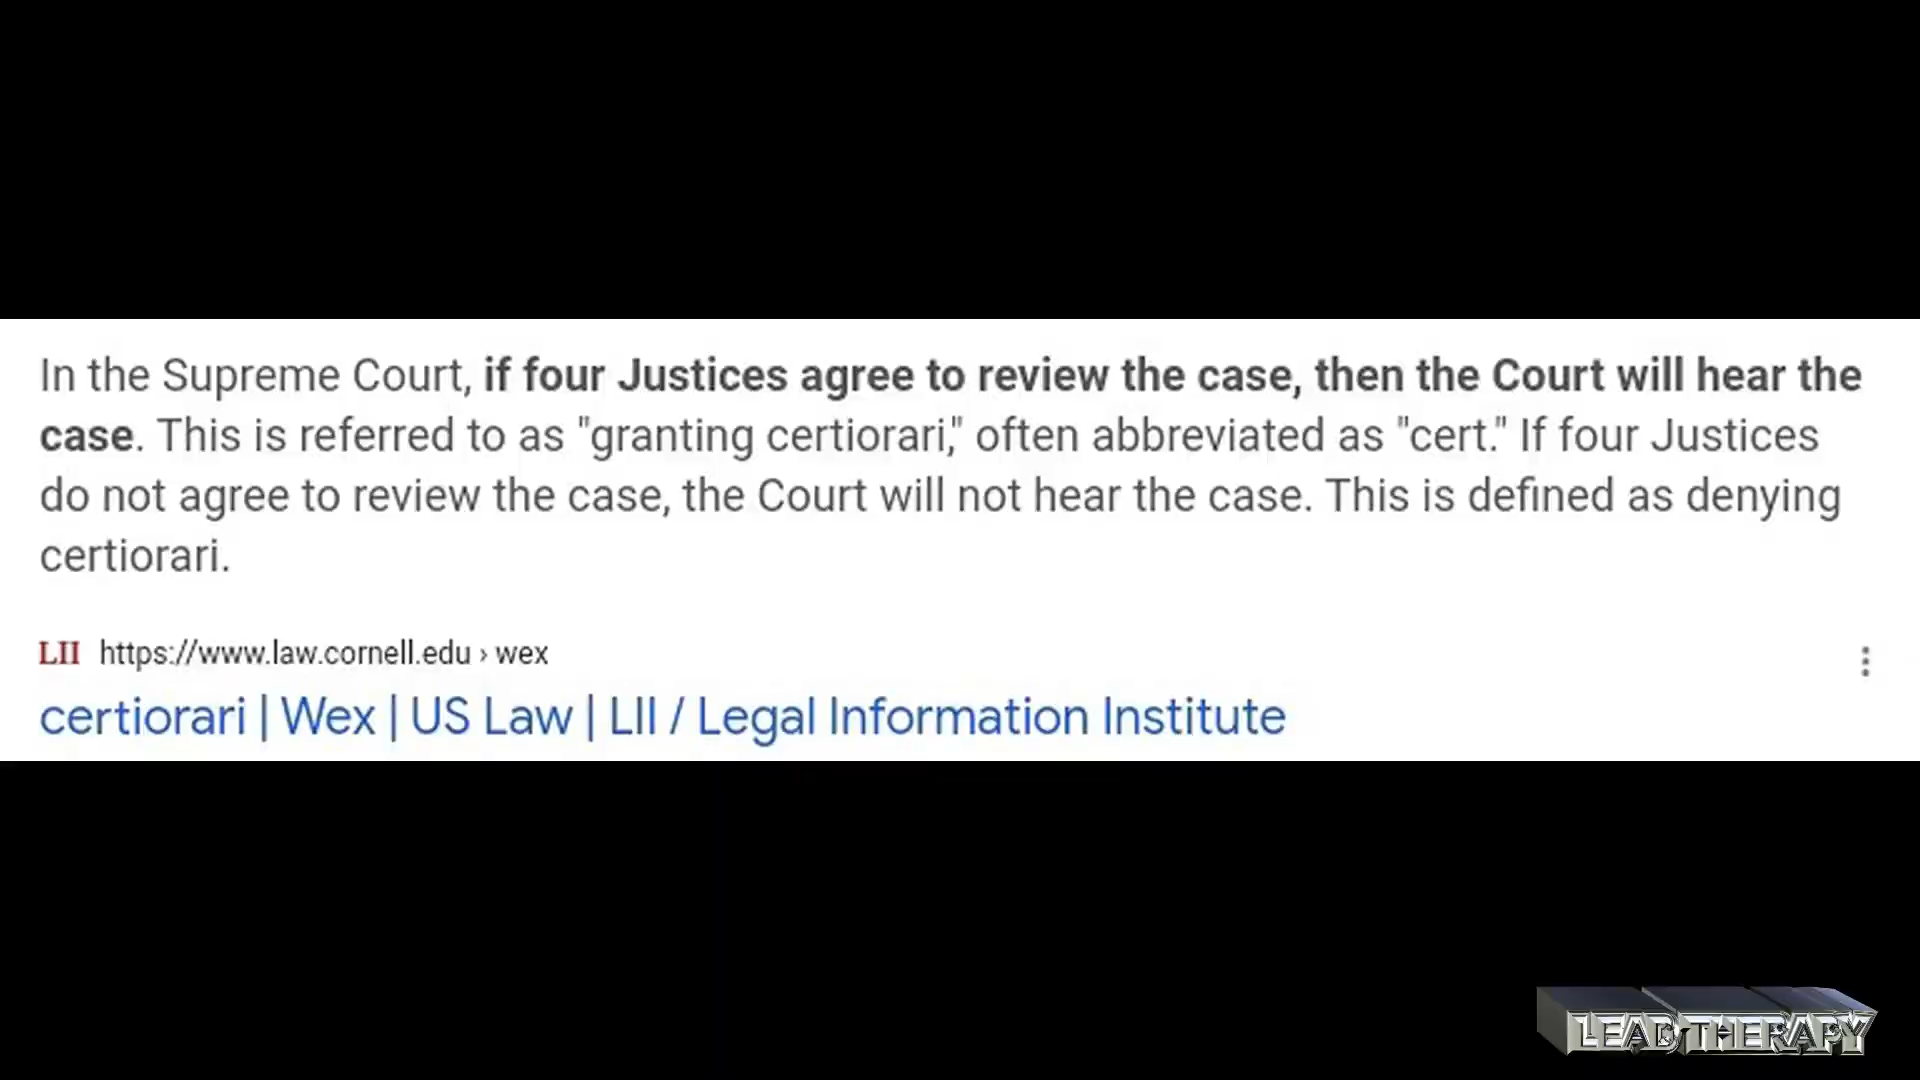 In the Supreme Court, if four Justices agree to review the case, then the Court will hear the
case. This is referred to as "granting certiorari," often abbreviated as "cert." If four Justices
do not agree to review the case, the Court will not hear the case. This is defined as denying
certiorari.
LII https://www.law.cornell.edu › wex
certiorari | Wex | US Law | LII / Legal Information Institute
LEAD THERAPY